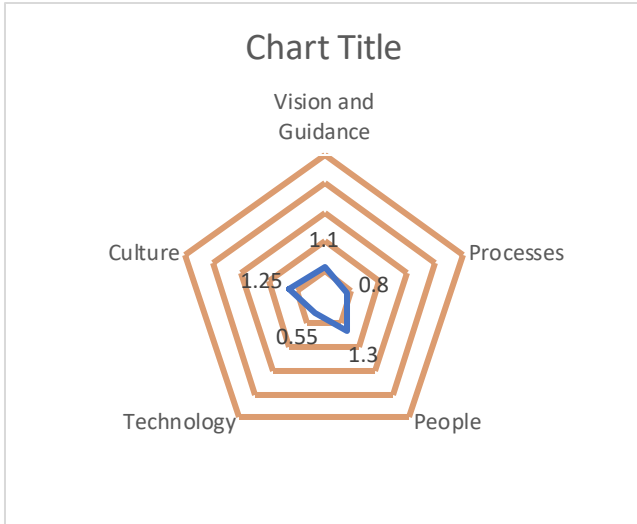 Chart Title
Vision and
Guidance
1.1
Culture
Processes
1.25
0.8
0.55
1.3
Technology
People